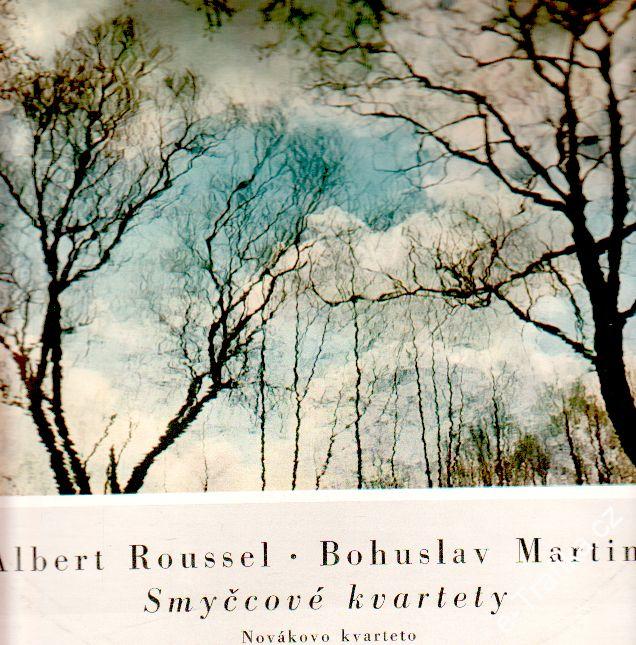 Albert Roussel · Bohuslav Martin
Smyčcové kvartety
Novákovo kvarteto